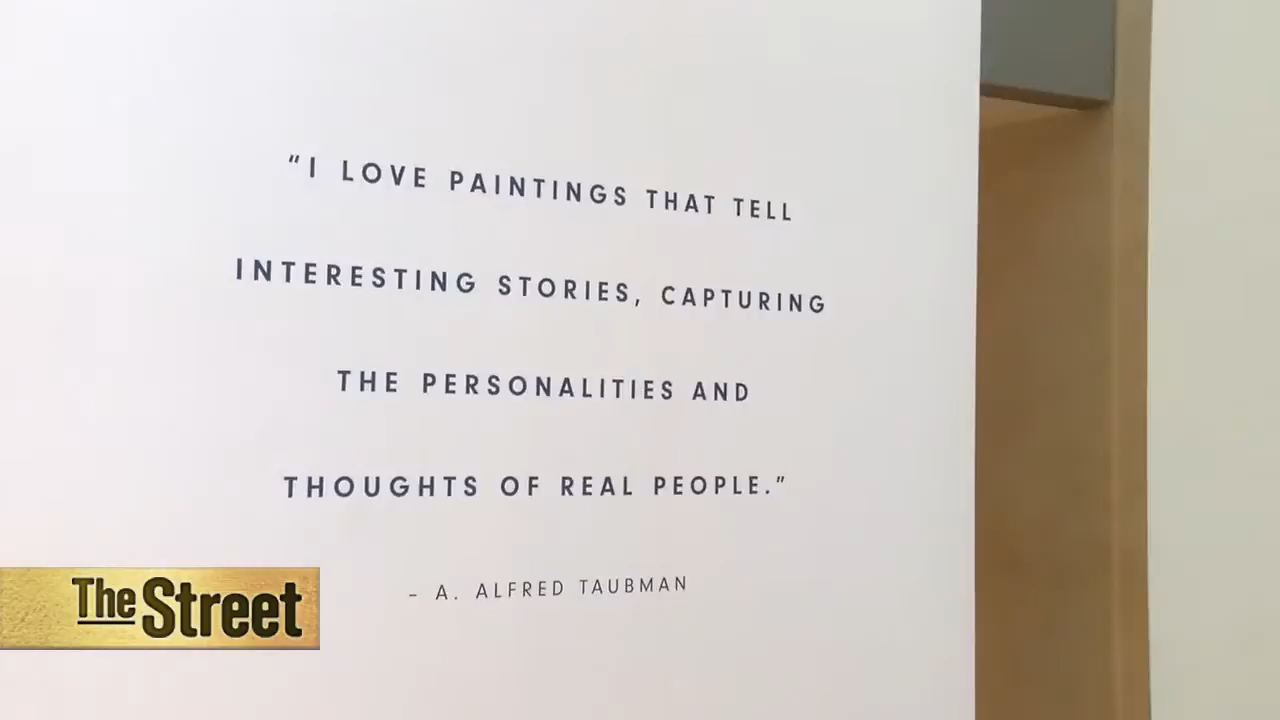 “I LOVE PAINTINGS THAT TELL
INTERESTING STORIES, CAPTURING
THE PERSONALITIES AND
THOUGHTS OF REAL PEOPLE.”
– A. ALFRED TAUBMAN
The Street